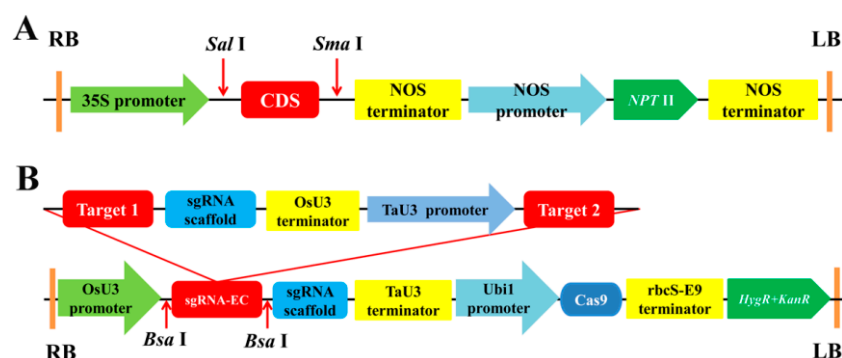 A
RB
Sal I
Sma I
LB
35S promoter
CDS
NOS
terminator
NOS
promoter
NPT II
NOS
terminator
B
Target 1
sgRNA
scaffold
OsU3
terminator
TaU3 promoter
Target 2
OsU3
promoter
sgRNA-EC
sgRNA
scaffold
TaU3
terminator
Ubi1
promoter
Cas9
rbcS-E9
terminator
HygR+KanR
RB
Bsa I
Bsa I
LB